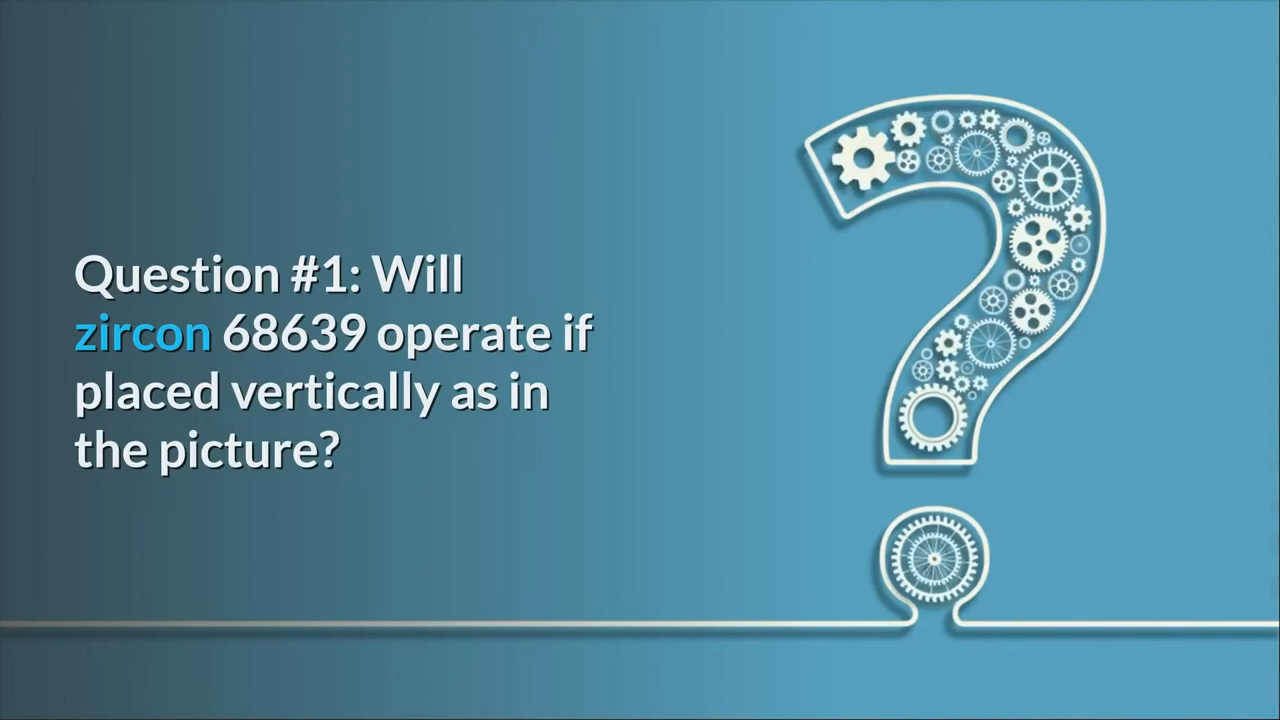 Question #1: Will
zircon 68639 operate if
placed vertically as in
the picture?